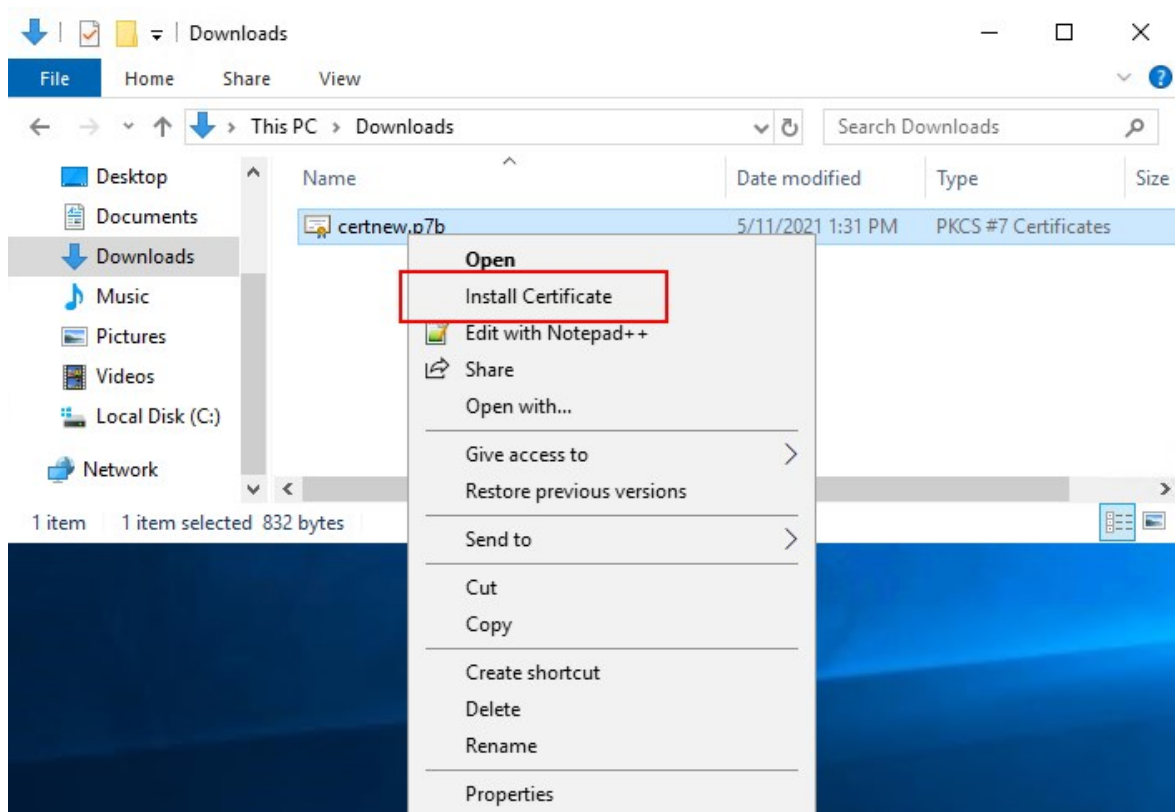 Downloads
File Home Share View
This PC > Downloads
Search Downloads
Desktop
Documents
Downloads
Music
Pictures
Videos
Local Disk (C:)
Network
Name Date modified Type Size
certnew.p7b 5/11/2021 1:31 PM PKCS #7 Certificates
Open
Install Certificate
Edit with Notepad++
Share
Open with...
Give access to
Restore previous versions
Send to
Cut
Copy
Create shortcut
Delete
Rename
Properties
1 item 1 item selected 832 bytes